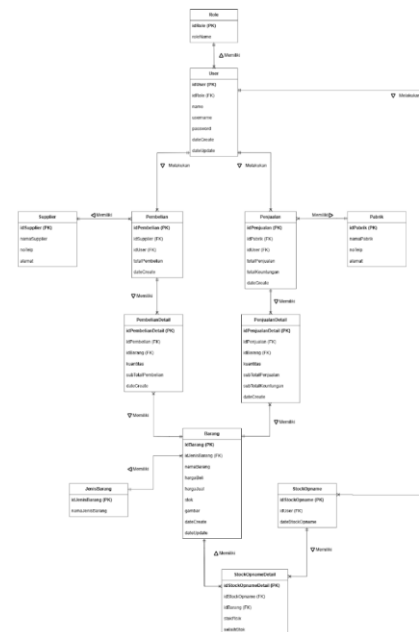 Role
idRole (PK)
roleName
Memiliki
User
idUser (PK)
idRole (FK)
name
username
password
dateCreate
dateUpdate
Melakukan
Melakukan
Melakukan
Supplier
idSupplier (PK)
namaSupplier
noTelp
alamat
Memiliki
Pembelian
idPembelian (PK)
idSupplier (FK)
idUser (FK)
totalPembelian
dateCreate
Penjualan
idPenjualan (PK)
idPabrik (FK)
idUser (FK)
totalPenjualan
totalKeuntungan
dateCreate
Memiliki
Pabrik
idPabrik (PK)
namaPabrik
noTelp
alamat
Memiliki
Memiliki
PembelianDetail
idPembelianDetail (PK)
idPembelian (FK)
idBarang (FK)
kuantitas
subTotalPembelian
dateCreate
PenjualanDetail
idPenjualanDetail (PK)
idPenjualan (FK)
idBarang (FK)
kuantitas
subTotalPenjualan
subTotalKeuntungan
dateCreate
Memiliki
Memiliki
Barang
idBarang (PK)
idJenisBarang (FK)
namaBarang
hargaBeli
hargaJual
stok
gambar
dateCreate
dateUpdate
Memiliki
JenisBarang
idJenisBarang (PK)
namaJenisBarang
StockOpname
idStockOpname (PK)
idUser (FK)
dateStockOpname
Memiliki
Memiliki
StockOpnameDetail
idStockOpnameDetail (PK)
idStockOpname (FK)
idBarang (FK)